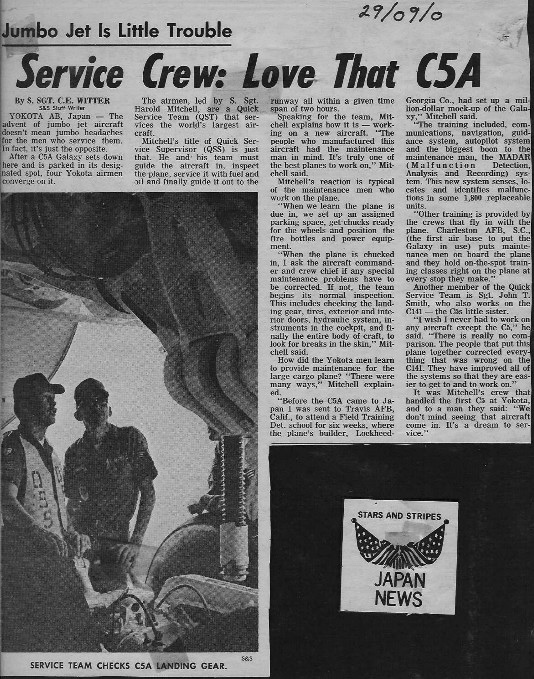 29/09/0
Jumbo Jet Is Little Trouble
Service Crew: Love That C5A
By S. SGT. C.E. WITTER
S&S Staff Writer
YOKOTA AB, Japan — The
advent of jumbo jet aircraft
doesn't mean jumbo headaches
for the men who service them.
In fact, it's just the opposite.
After a C5A Galaxy sets down
here and is parked in its desig-
nated spot, four Yokota airmen
converge on it.
The airmen, led by S. Sgt.
Harold Mitchell, are a Quick
Service Team (QST) that ser-
vices the world's largest air-
craft.
Mitchell's title of Quick Ser-
vice Supervisor (QSS) is just
that. He and his team must
guide the aircraft in, inspect
the plane, service it with fuel and
oil and finally guide it out to the
runway all within a given time
span of two hours.
Speaking for the team, Mit-
chell explains how it is — work-
ing on a new aircraft. "The
people who manufactured this
aircraft had the maintenance
man in mind. It's truly one of
the best planes to work on," Mit-
chell said.
Mitchell's reaction is typical
of the maintenance men who
work on the plane.
"When we learn the plane is
due in, we set up an assigned
parking space, get chucks ready
for the wheels and position the
fire bottles and power equip-
ment.
"When the plane is chucked
in, I ask the aircraft command-
er and crew chief if any special
maintenance problems have to
be corrected. If not, the team
begins its normal inspection.
This includes checking the land-
ing gear, tires, exterior and inte-
rior doors, hydraulic system, in-
struments in the cockpit, and fi-
nally the entire body of craft, to
look for breaks in the skin," Mit-
chell said.
How did the Yokota men learn
to provide maintenance for the
large cargo plane? "There were
many ways," Mitchell explain-
ed.
"Before the C5A came to Ja-
pan I was sent to Travis AFB,
Calif., to attend a Field Training
Det. school for six weeks, where
the plane's builder, Lockheed-
Georgia Co., had set up a mil-
lion-dollar mock-up of the Gala-
xy," Mitchell said.
"The training included, com-
munications, navigation, guid-
ance system, autopilot system
and the biggest boon to the
maintenance man, the MADAR
(Malfunction Detection,
Analysis and Recording) sys-
tem. This new system senses, lo-
cates and identifies malfunc-
tions in some 1,800 replaceable
units.
"Other training is provided by
the crews that fly in with the
plane. Charleston AFB, S.C.,
(the first air base to put the
Galaxy in use) puts mainte-
nance men on board the plane
and they hold on-the-spot train-
ing classes right on the plane at
every stop they make."
Another member of the Quick
Service Team is Sgt. John T.
Smith, who also works on the
C141 — the C5s little sister.
"I wish I never had to work on
any aircraft except the C5," he
said. "There is really no com-
parison. The people that put this
plane together corrected every-
thing that was wrong on the
C141. They have improved all of
the systems so that they are eas-
ier to get to and to work on."
It was Mitchell's crew that
handled the first C5 at Yokota,
and to a man they said: "We
don't mind seeing that aircraft
come in. It's a dream to ser-
vice."
S&S
SERVICE TEAM CHECKS C5A LANDING GEAR.
STARS AND STRIPES
JAPAN
NEWS